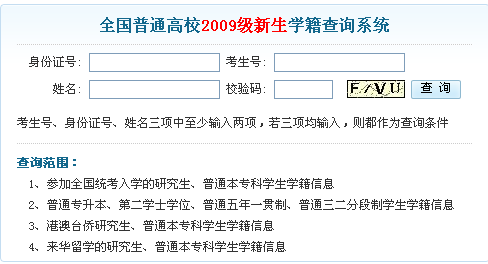 全国普通高校2009级新生学籍查询系统
身份证号: 考生号:
姓名: 校验码: 查 询
考生号、身份证号、姓名三项中至少输入两项，若三项均输入，则都作为查询条件
查询范围：
1、参加全国统考入学的研究生、普通本专科学生学籍信息
2、普通专升本、第二学士学位、普通五年一贯制、普通三二分段制学生学籍信息
3、港澳台侨研究生、普通本专科学生学籍信息
4、来华留学的研究生、普通本专科学生学籍信息